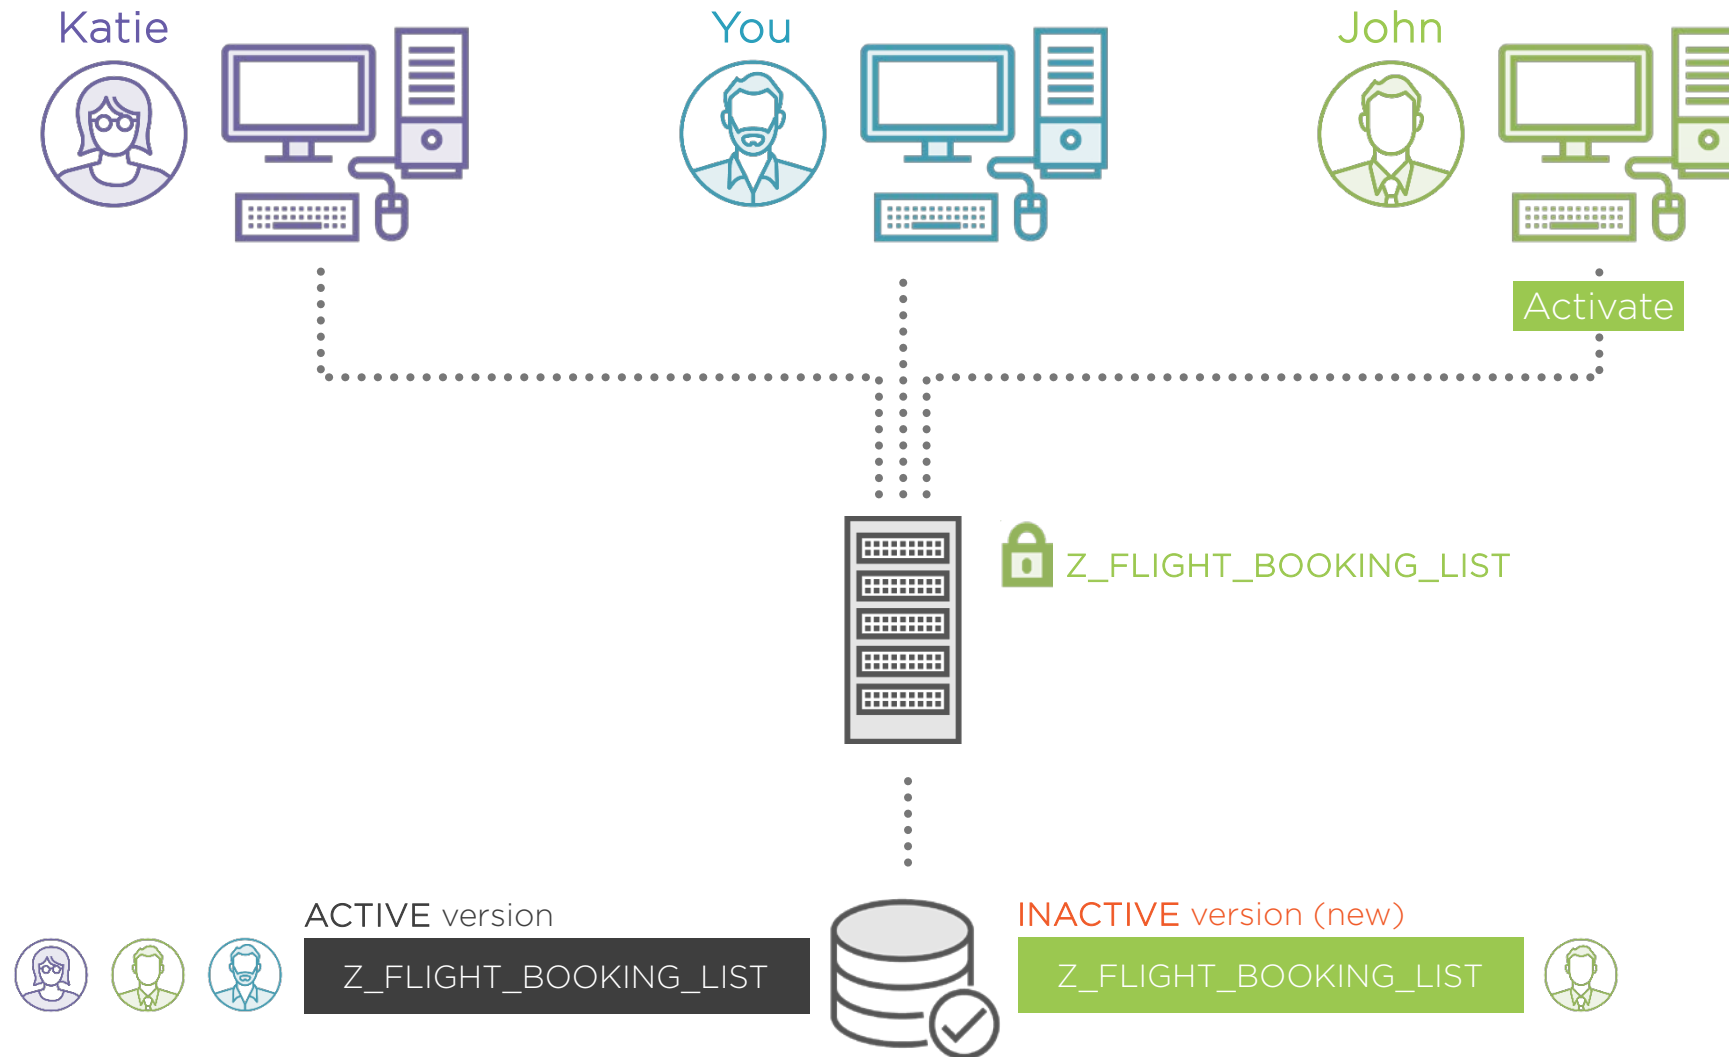 Katie
You
John
Activate
Z_FLIGHT_BOOKING_LIST
ACTIVE version
INACTIVE version (new)
Z_FLIGHT_BOOKING_LIST
Z_FLIGHT_BOOKING_LIST